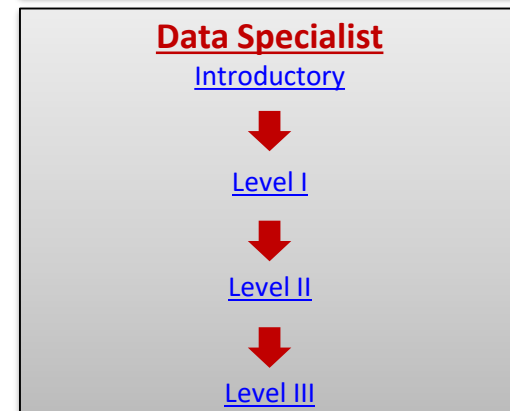 Data Specialist
Introductory
Level I
Level II
Level III